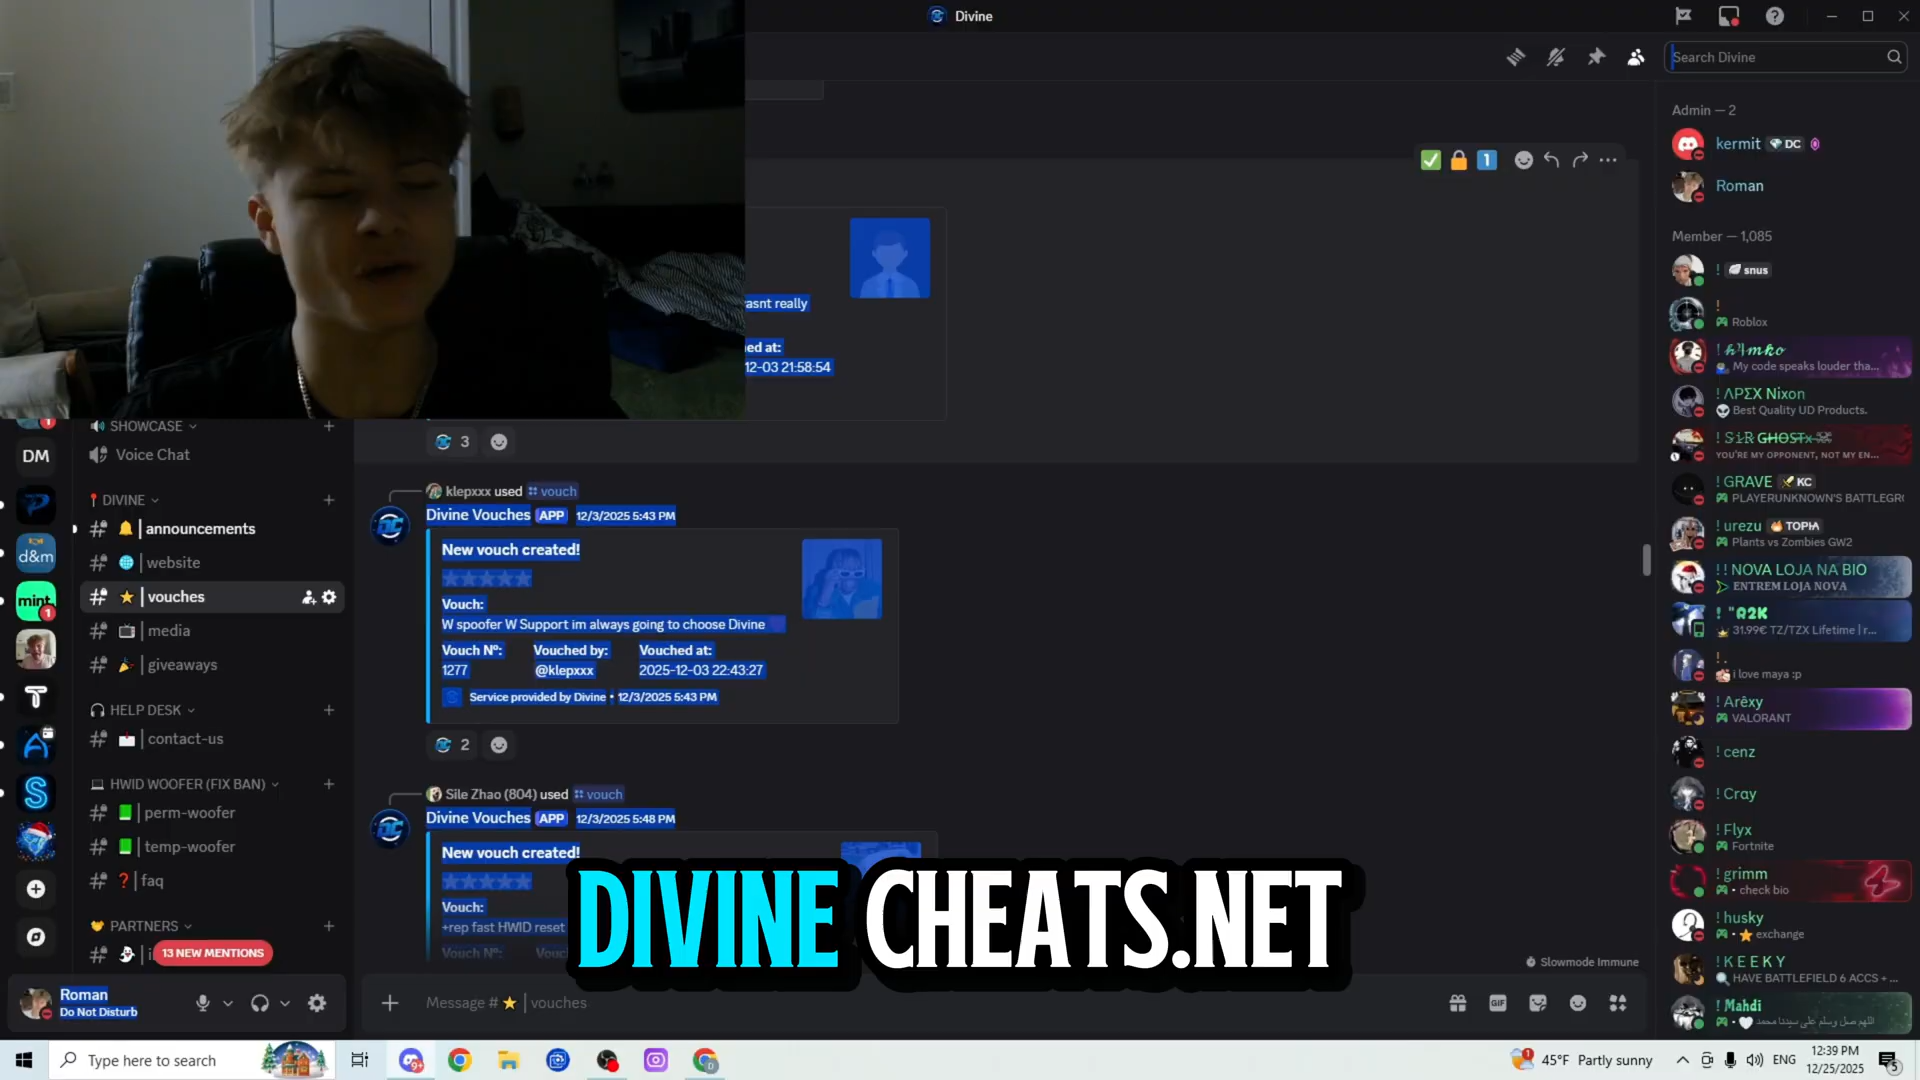 Divine
Search Divine
Admin — 2
kermit DC
Roman
Member — 1,085
! snus
!
Roblox
My code speaks louder tha...
! ΛPΣX Nixon
Best Quality UD Products.
YOU'RE MY OPPONENT, NOT MY EN...
! GRAVE KC
PLAYERUNKNOWN'S BATTLEGR
! urezu TOPIA
Plants vs Zombies GW2
!! NOVA LOJA NA BIO
ENTREM LOJA NOVA
31.99€ TZ/TZX Lifetime | r...
! .
i love maya :p
! Arêxy
VALORANT
! cenz
! Cray
! Flyx
Fortnite
! grimm
• check bio
! husky
• ⭐ exchange
! K E E K Y
HAVE BATTLEFIELD 6 ACCS + ...
! Mahdi
asnt really
ed at:
12-03 21:58:54
3
klepxxx used vouch
Divine Vouches APP 12/3/2025 5:43 PM
New vouch created!
Vouch:
W spoofer W Support im always going to choose Divine
Vouch Nº: Vouched by: Vouched at:
1277 @klepxxx 2025-12-03 22:43:27
Service provided by Divine • 12/3/2025 5:43 PM
2
Sile Zhao (804) used vouch
Divine Vouches APP 12/3/2025 5:48 PM
New vouch created!
Vouch:
+rep fast HWID reset
Vouch Nº:
DIVINE CHEATS.NET
Slowmode Immune
Message # ⭐ | vouches
GIF
SHOWCASE
Voice Chat
DIVINE
| announcements
| website
| vouches
| media
| giveaways
HELP DESK
| contact-us
HWID WOOFER (FIX BAN)
| perm-woofer
| temp-woofer
| faq
PARTNERS
13 NEW MENTIONS
DM
d&m
mint
1
Roman
Do Not Disturb
Type here to search
45°F Partly sunny
ENG
12:39 PM
12/25/2025
5